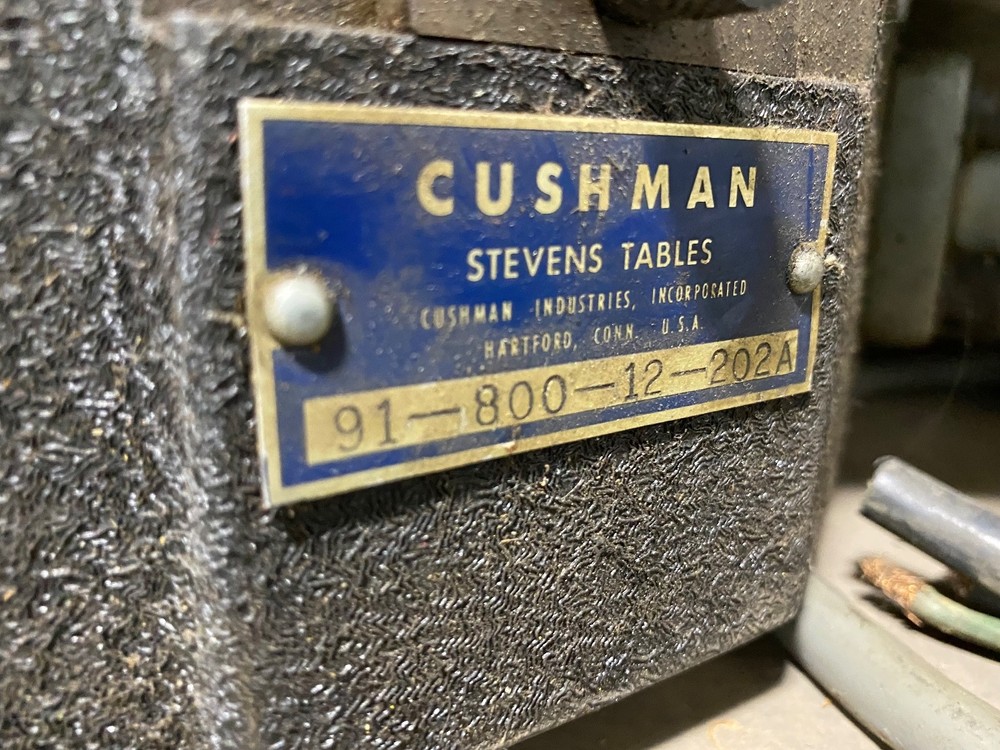 CUSHMAN
STEVENS TABLES
CUSHMAN INDUSTRIES, INCORPORATED
HARTFORD, CONN. U.S.A.
91-800-12-202A